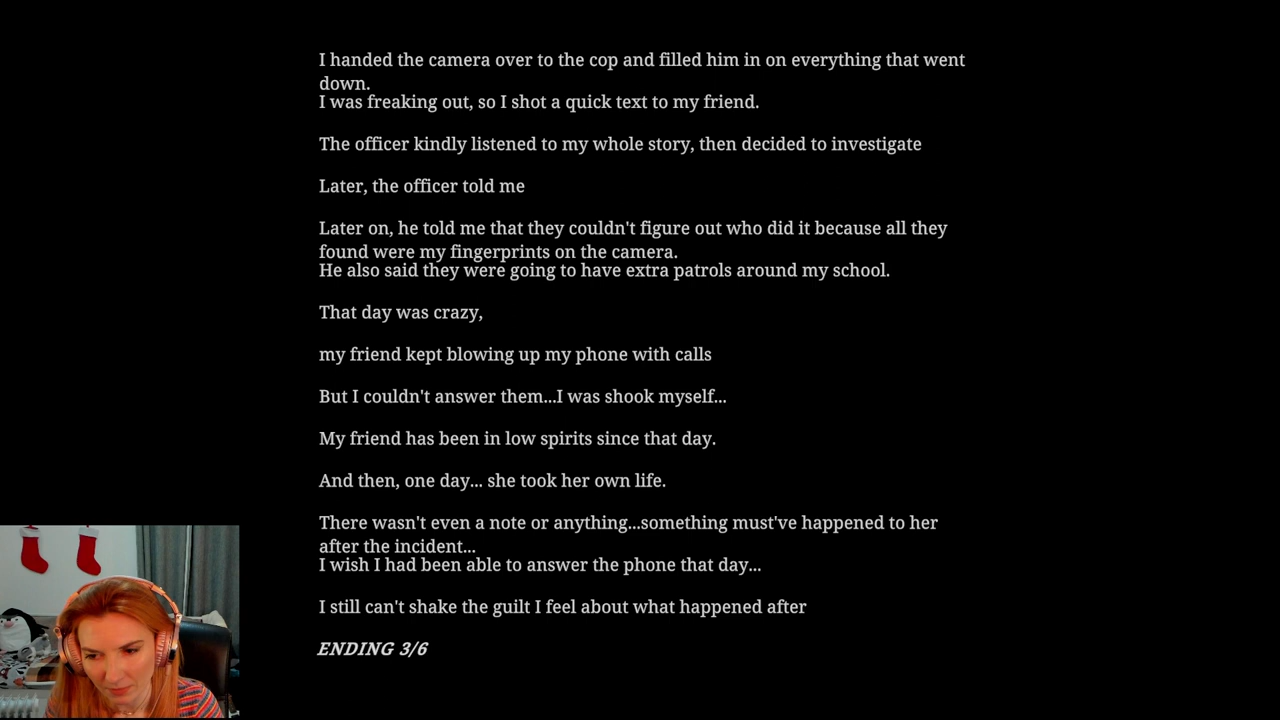 I handed the camera over to the cop and filled him in on everything that went
down.
I was freaking out, so I shot a quick text to my friend.
The officer kindly listened to my whole story, then decided to investigate
Later, the officer told me
Later on, he told me that they couldn't figure out who did it because all they
found were my fingerprints on the camera.
He also said they were going to have extra patrols around my school.
That day was crazy,
my friend kept blowing up my phone with calls
But I couldn't answer them...I was shook myself...
My friend has been in low spirits since that day.
And then, one day... she took her own life.
There wasn't even a note or anything...something must've happened to her
after the incident...
I wish I had been able to answer the phone that day...
I still can't shake the guilt I feel about what happened after
ENDING 3/6